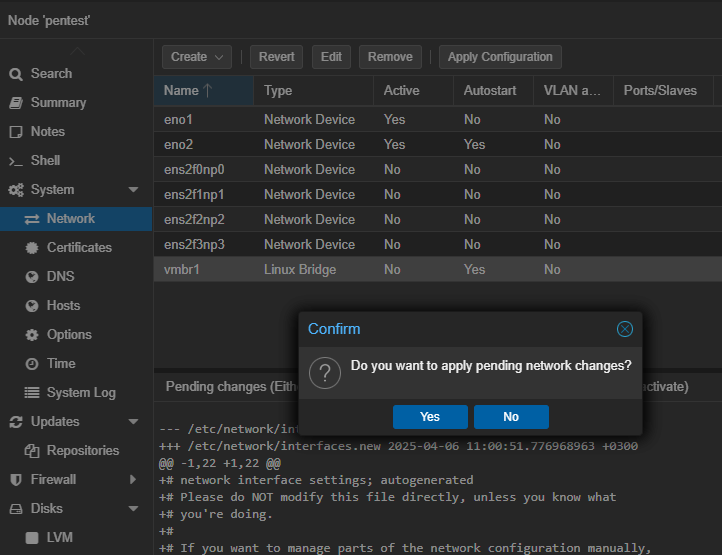 Node 'pentest'
Search
Summary
Notes
Shell
System
Network
Certificates
DNS
Hosts
Options
Time
System Log
Updates
Repositories
Firewall
Disks
LVM
Create Revert Edit Remove Apply Configuration
Name Type Active Autostart VLAN a... Ports/Slaves
eno1 Network Device Yes No No
eno2 Network Device Yes Yes No
ens2f0np0 Network Device No No No
ens2f1np1 Network Device No No No
ens2f2np2 Network Device No No No
ens2f3np3 Network Device No No No
vmbr1 Linux Bridge No Yes No
Confirm
Do you want to apply pending network changes?
Yes No
Pending changes activate)
--- /etc/network/
+++ /etc/network/interfaces.new 2025-04-06 11:00:51.776968963 +0300
@@ -1,22 +1,22 @@
+# network interface settings; autogenerated
+# Please do NOT modify this file directly, unless you know what
+# you're doing.
+#
+# If you want to manage parts of the network configuration manually,